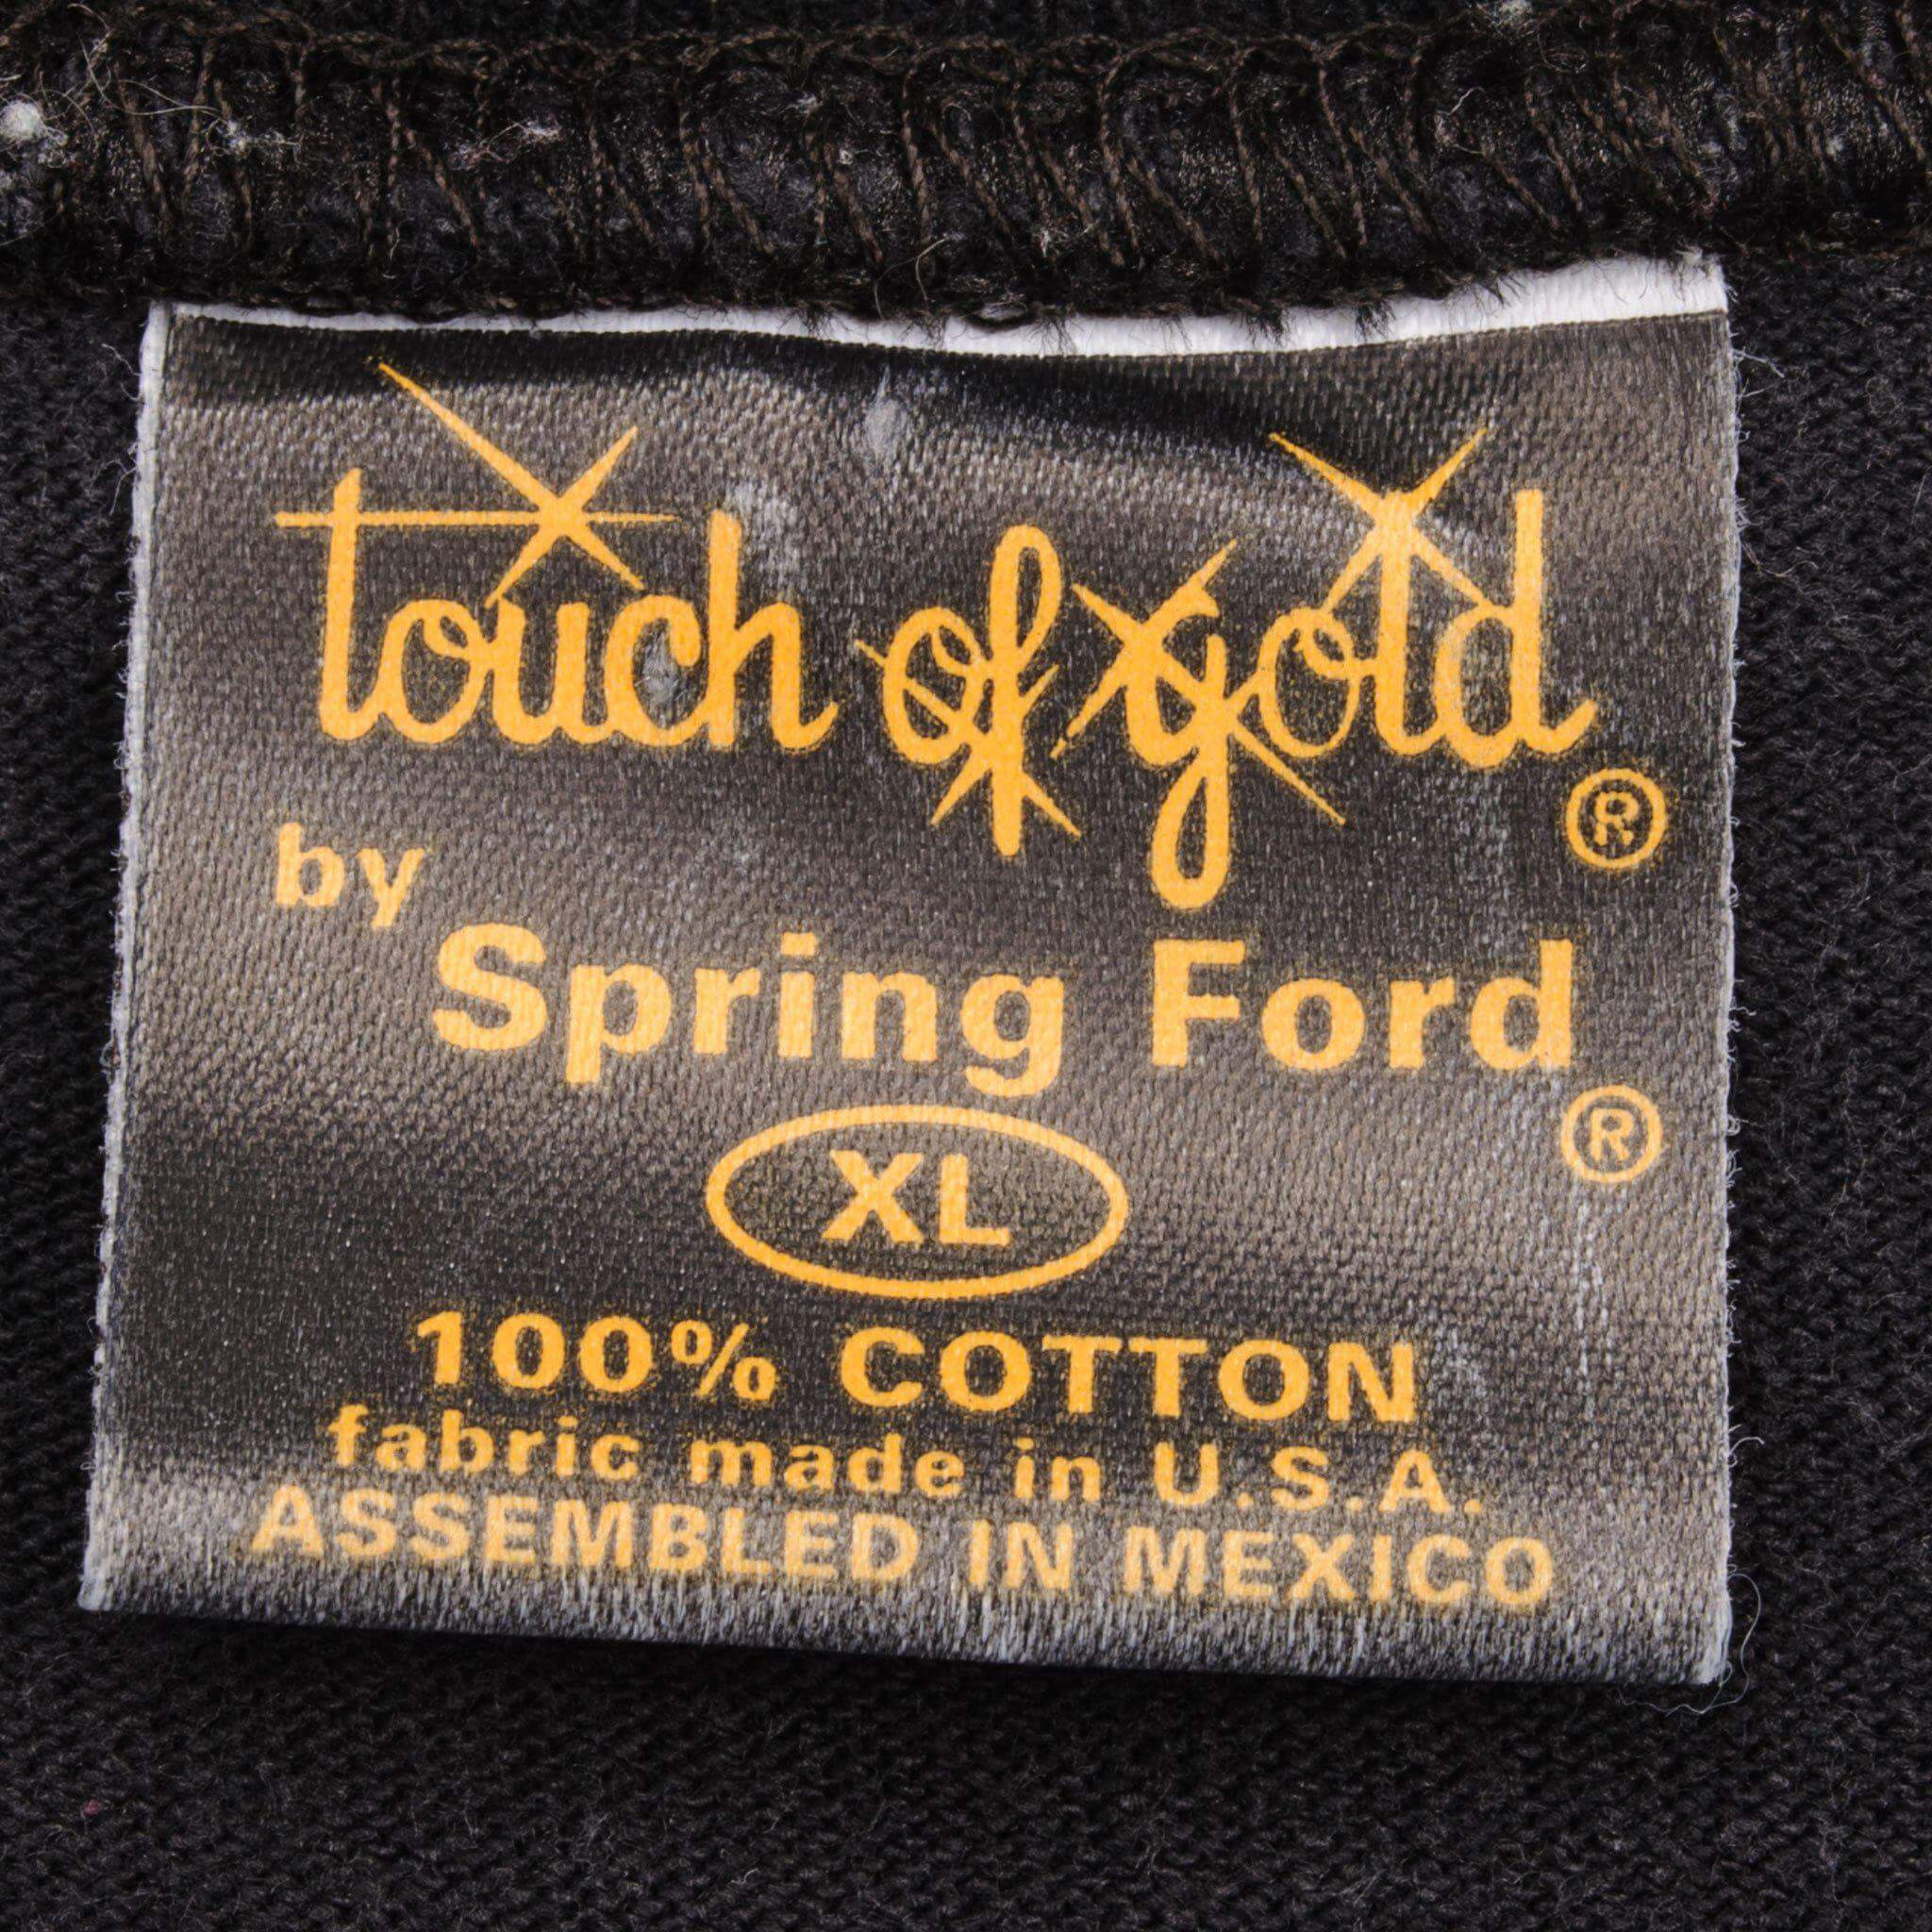 touch of gold ®
by
Spring Ford ®
XL
100% COTTON
fabric made in U.S.A.
ASSEMBLED IN MEXICO